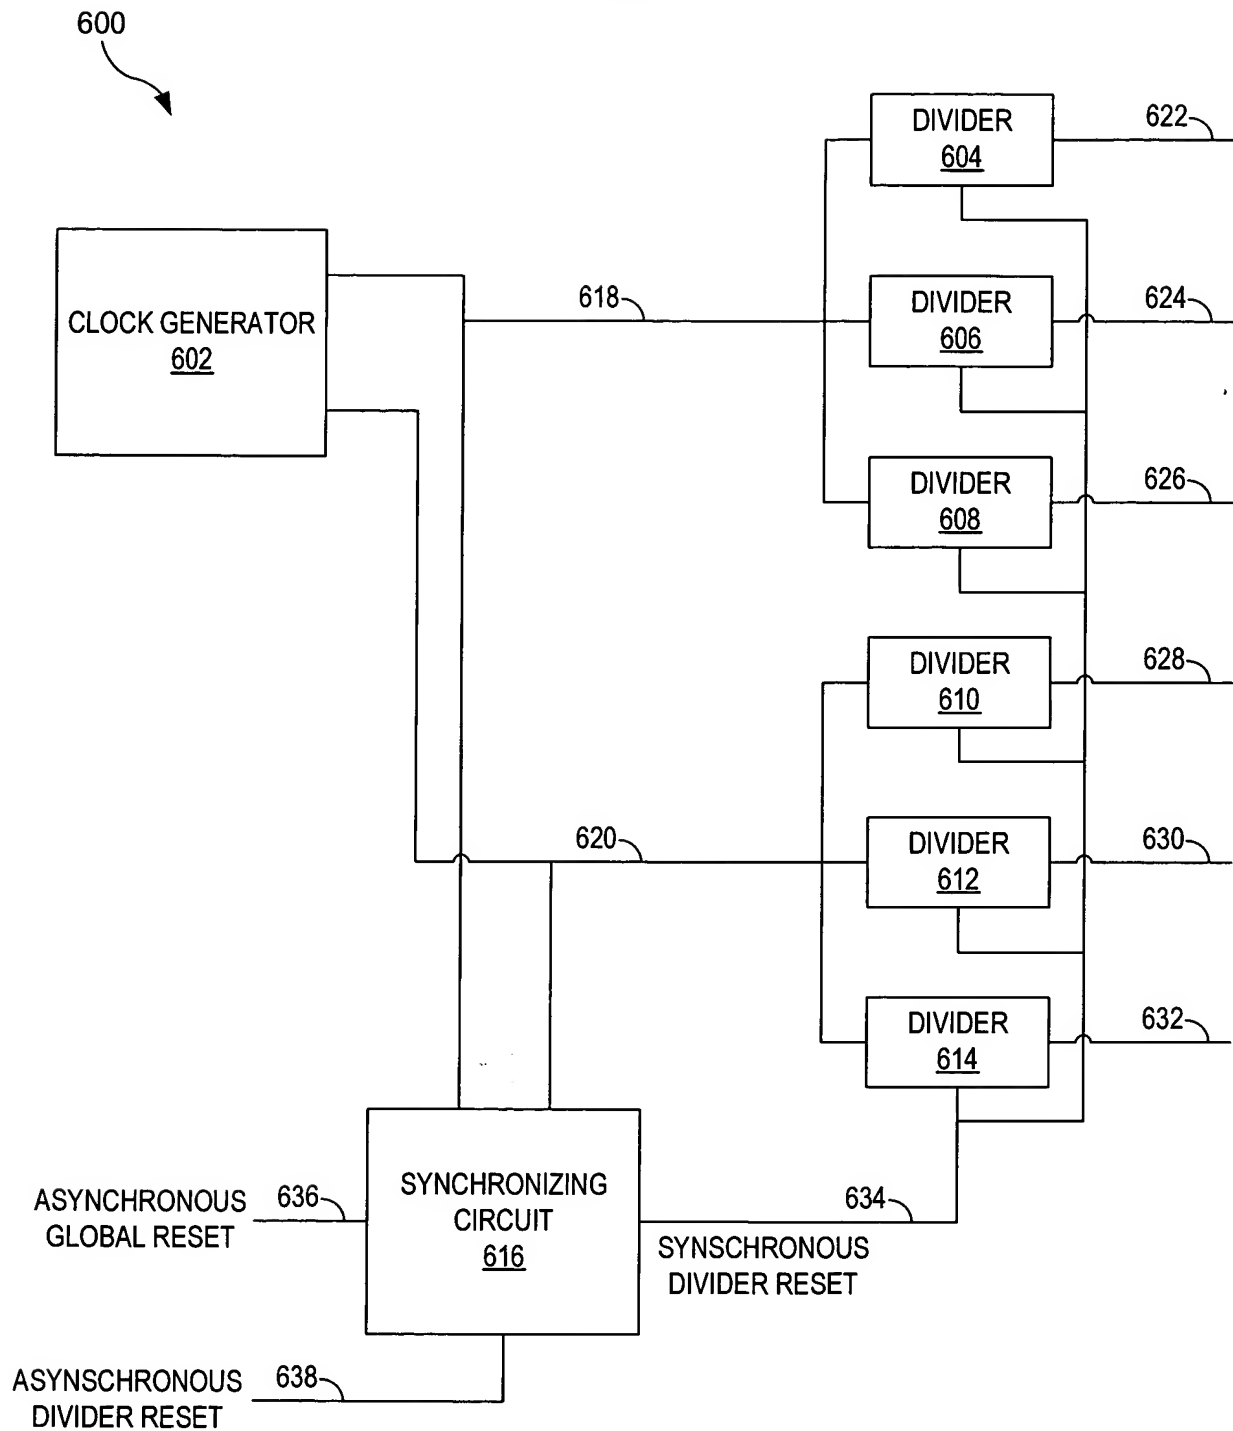 600
DIVIDER
604
622
CLOCK GENERATOR
602
618
DIVIDER
606
624
DIVIDER
608
626
DIVIDER
610
628
620
DIVIDER
612
630
DIVIDER
614
632
SYNCHRONIZING
CIRCUIT
616
ASYNCHRONOUS
GLOBAL RESET
636
634
SYNSCHRONOUS
DIVIDER RESET
ASYNSCHRONOUS
DIVIDER RESET
638